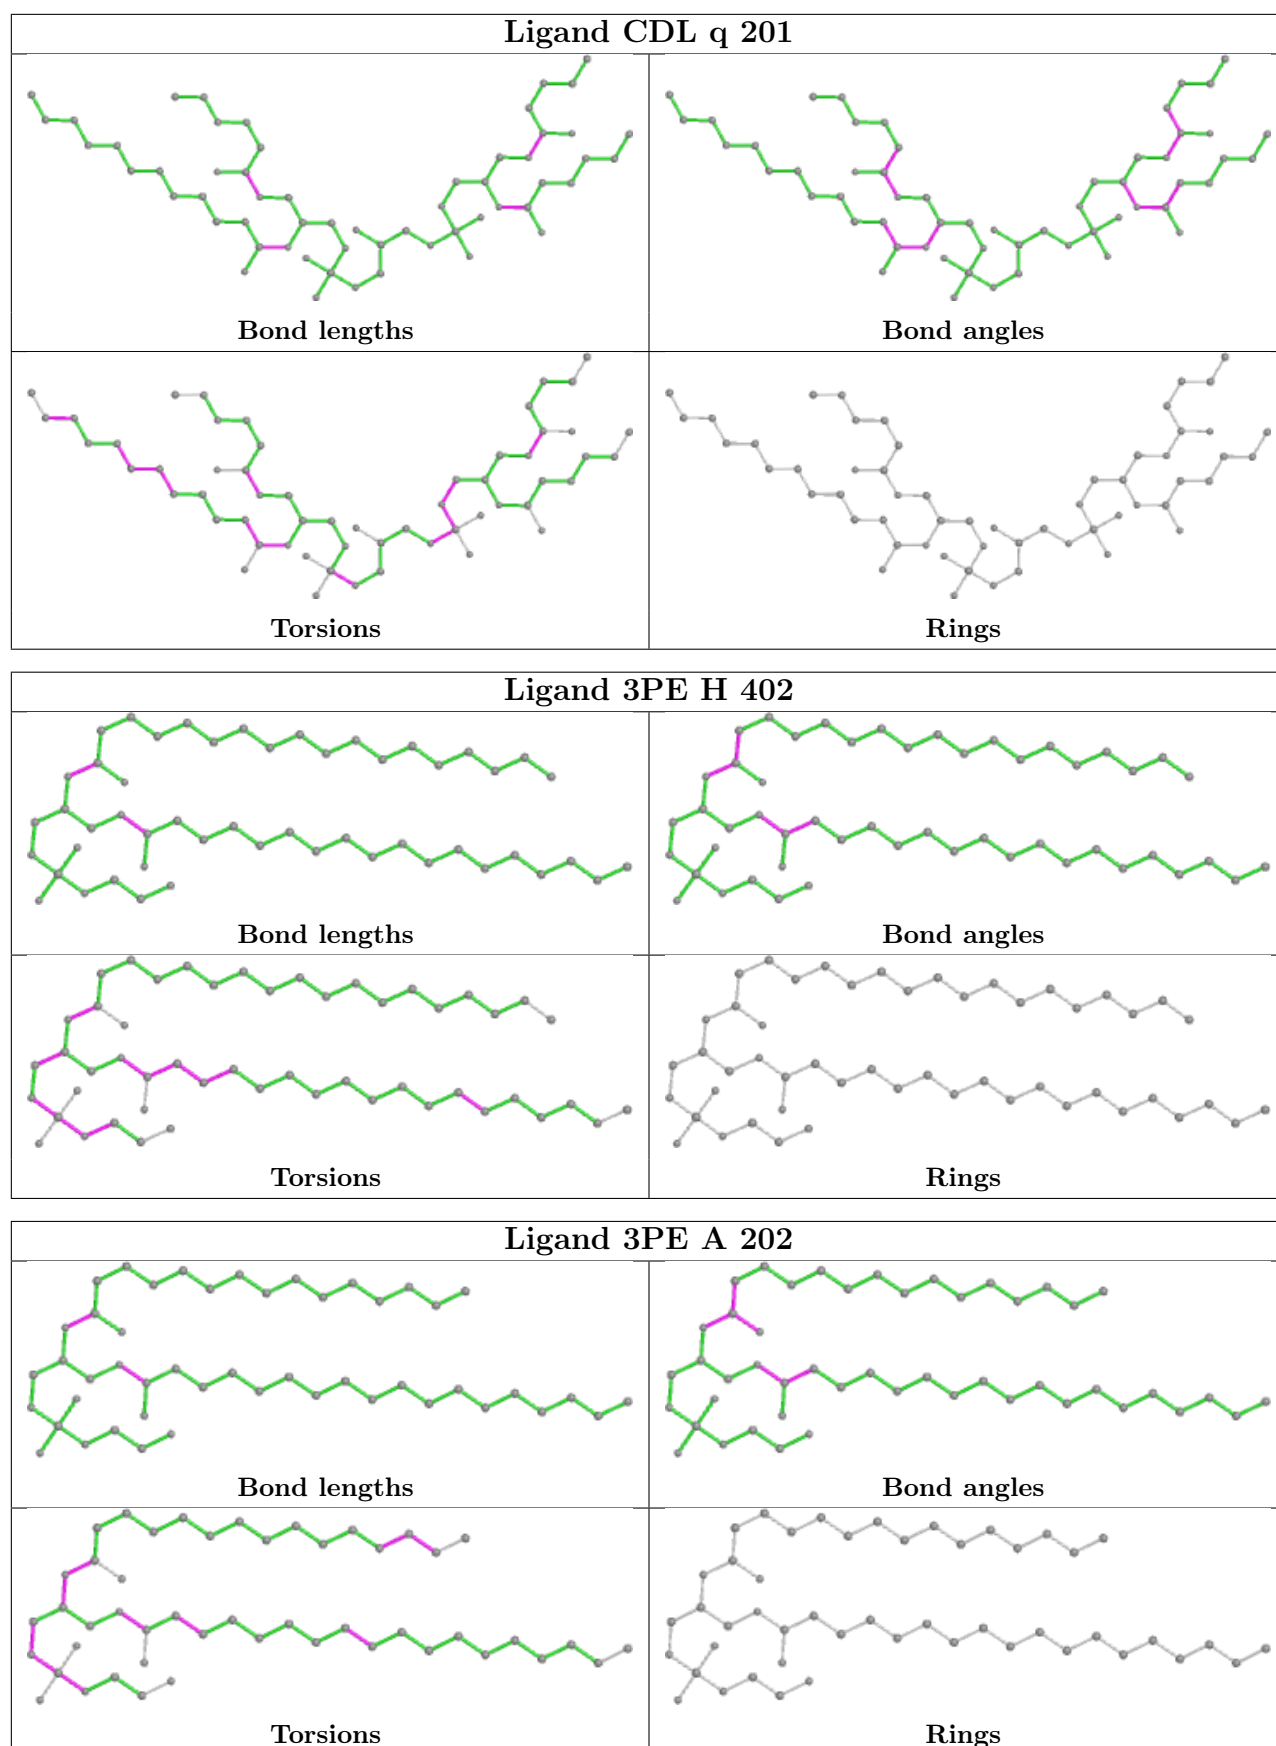 Ligand CDL q 201
Bond lengths
Bond angles
Torsions
Rings
Ligand 3PE H 402
Bond lengths
Bond angles
Torsions
Rings
Ligand 3PE A 202
Bond lengths
Bond angles
Torsions
Rings